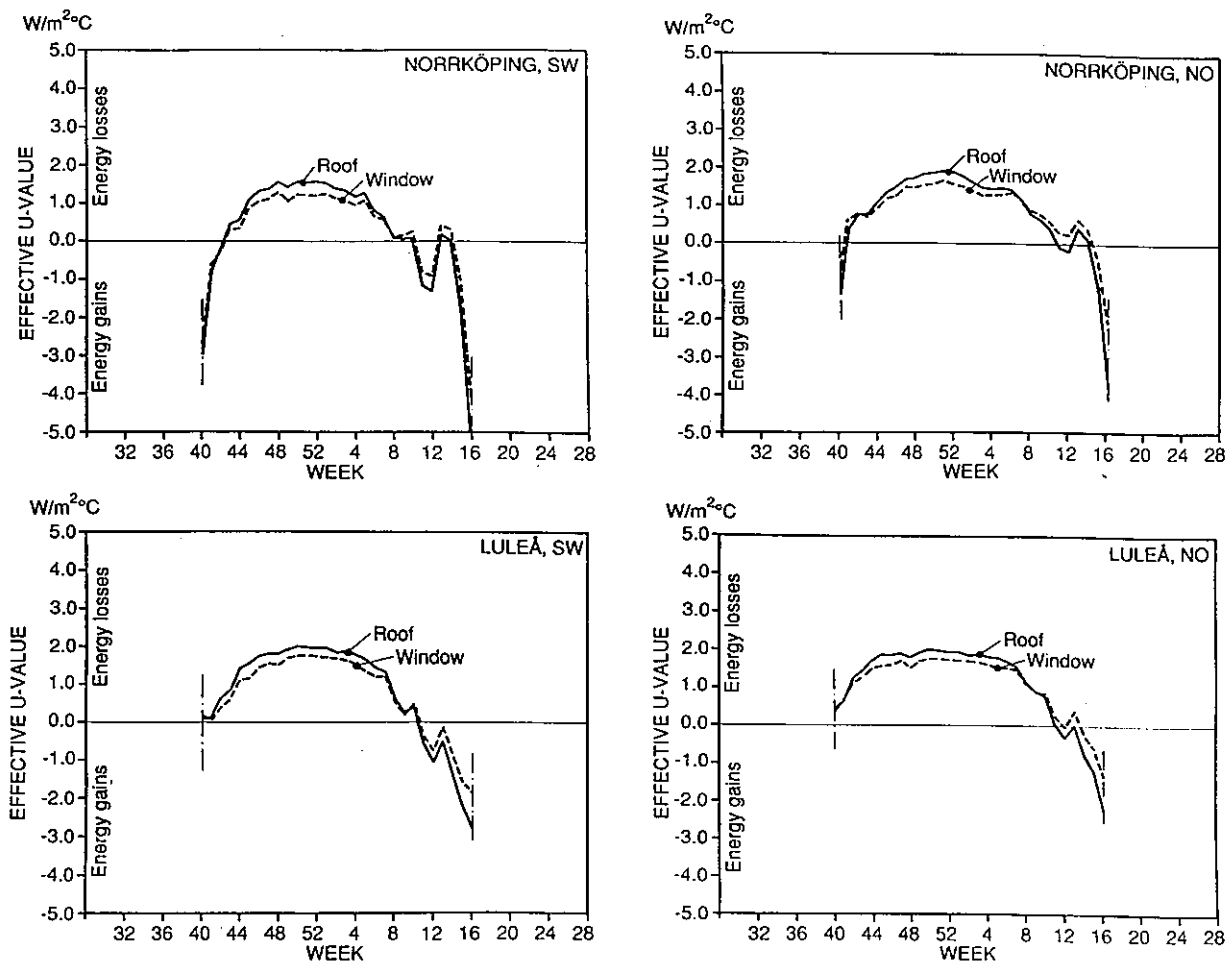 W/m²°C
NORRKÖPING, SW
EFFECTIVE U-VALUE
Energy losses
Energy gains
5.0
4.0
3.0
2.0
1.0
0.0
-1.0
-2.0
-3.0
-4.0
-5.0
Roof
Window
32 36 40 44 48 52 4 8 12 16 20 24 28
WEEK
NORRKÖPING, NO
EFFECTIVE U-VALUE
Energy losses
Energy gains
5.0
4.0
3.0
2.0
1.0
0.0
-1.0
-2.0
-3.0
-4.0
-5.0
Roof
Window
32 36 40 44 48 52 4 8 12 16 20 24 28
WEEK
W/m²°C
LULEÅ, SW
EFFECTIVE U-VALUE
Energy losses
Energy gains
5.0
4.0
3.0
2.0
1.0
0.0
-1.0
-2.0
-3.0
-4.0
-5.0
Roof
Window
32 36 40 44 48 52 4 8 12 16 20 24 28
WEEK
W/m²°C
LULEÅ, NO
EFFECTIVE U-VALUE
Energy losses
Energy gains
5.0
4.0
3.0
2.0
1.0
0.0
-1.0
-2.0
-3.0
-4.0
-5.0
Roof
Window
32 36 40 44 48 52 4 8 12 16 20 24 28
WEEK